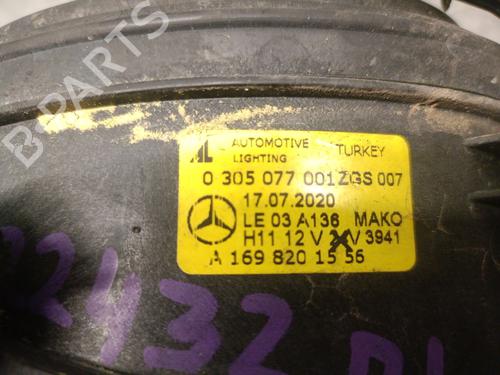 B-PARTS
AL AUTOMOTIVE TURKEY
LIGHTING
0 305 077 001ZGS 007
17.07.2020
LE 03 A136 MAKO
H11 12 V V 3941
A 169 820 15 56
22432